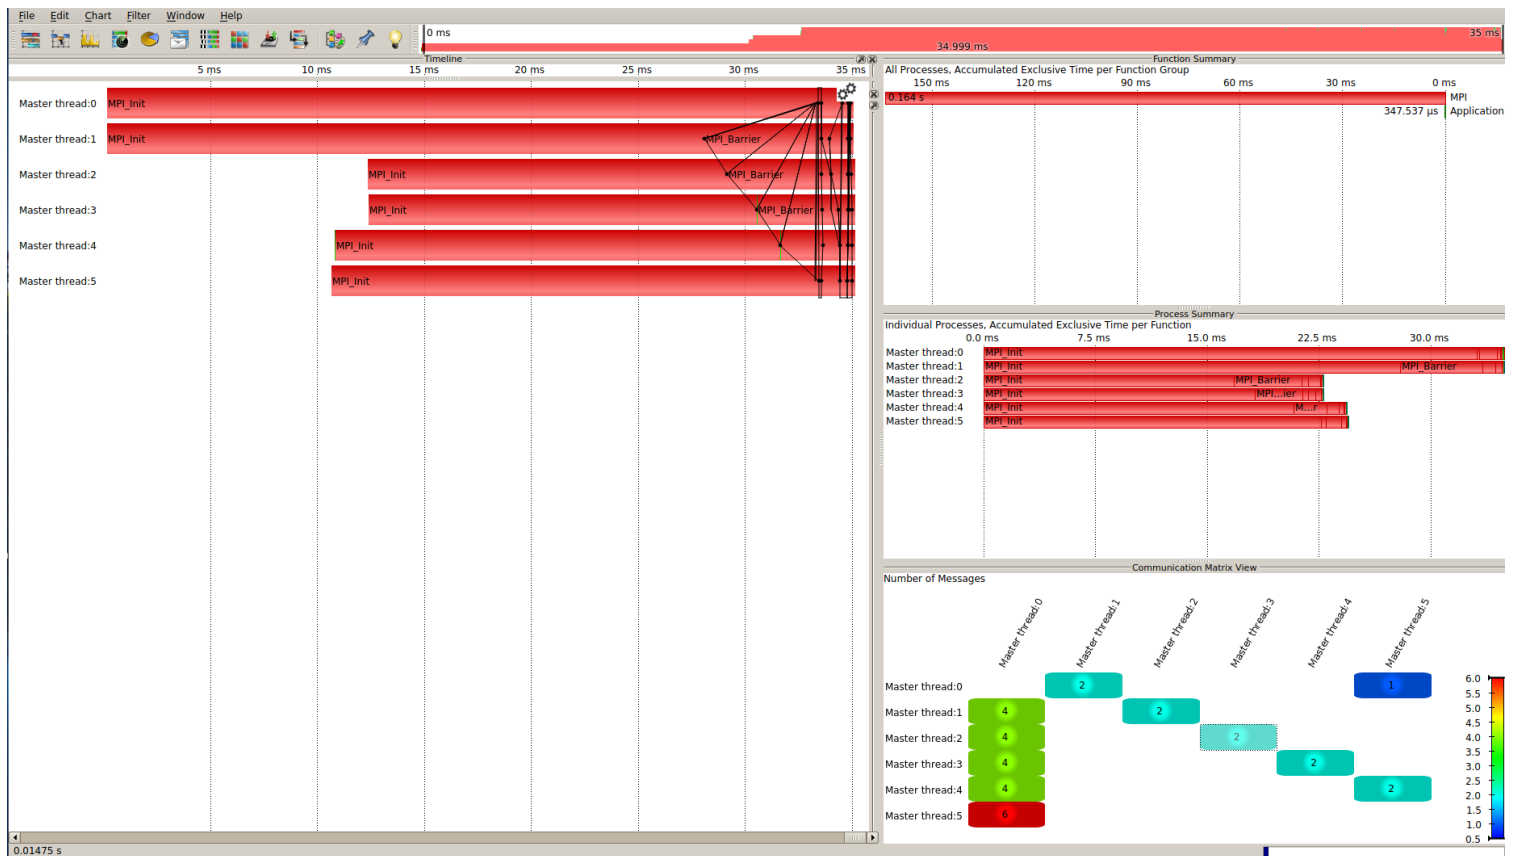 File Edit Chart Filter Window Help
0 ms
35 ms
34.999 ms
Timeline
5 ms 10 ms 15 ms 20 ms 25 ms 30 ms 35 ms
Master thread:0 MPI_Init
Master thread:1 MPI_Init MPI_Barrier
Master thread:2 MPI_Init MPI_Barrier
Master thread:3 MPI_Init MPI_Barrier
Master thread:4 MPI_Init
Master thread:5 MPI_Init
0.01475 s
Function Summary
All Processes, Accumulated Exclusive Time per Function Group
150 ms 120 ms 90 ms 60 ms 30 ms 0 ms
0.164 s MPI
347.537 µs Application
Process Summary
Individual Processes, Accumulated Exclusive Time per Function
0.0 ms 7.5 ms 15.0 ms 22.5 ms 30.0 ms
Master thread:0 MPI_Init
Master thread:1 MPI_Init MPI_Barrier
Master thread:2 MPI_Init MPI_Barrier
Master thread:3 MPI_Init MPI...ier
Master thread:4 MPI_Init M...r
Master thread:5 MPI_Init
Communication Matrix View
Number of Messages
Master thread:0 Master thread:1 Master thread:2 Master thread:3 Master thread:4 Master thread:5
Master thread:0 2 1
Master thread:1 4 2
Master thread:2 4 2
Master thread:3 4 2
Master thread:4 4 2
Master thread:5 6
6.0
5.5
5.0
4.5
4.0
3.5
3.0
2.5
2.0
1.5
1.0
0.5